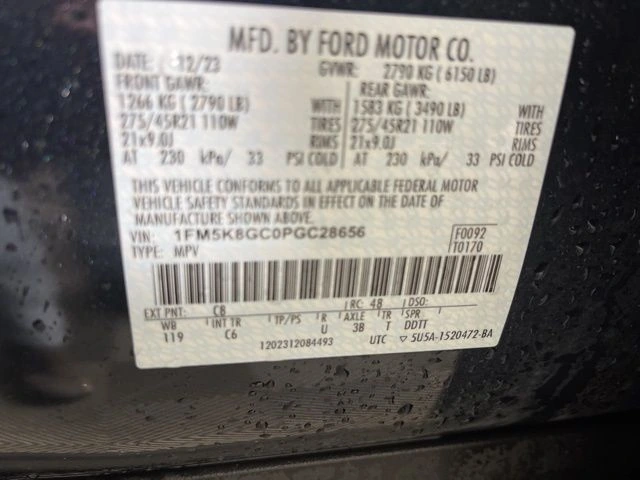 MFD. BY FORD MOTOR CO.
DATE: 12/23 GVWR: 2790 KG ( 6150 LB)
FRONT GAWR: REAR GAWR:
1266 KG ( 2790 LB) WITH 1583 KG ( 3490 LB) WITH
275/45R21 110W TIRES 275/45R21 110W TIRES
21x9.0J RIMS 21x9.0J RIMS
AT 230 kPa/ 33 PSI COLD AT 230 kPa/ 33 PSI COLD
THIS VEHICLE CONFORMS TO ALL APPLICABLE FEDERAL MOTOR
VEHICLE SAFETY STANDARDS IN EFFECT ON THE DATE OF
MANUFACTURE SHOWN ABOVE.
VIN: 1FM5K8GC0PGC28656 F0092
TYPE: MPV T0170
EXT PNT: C8 RC: 48 DSO:
WB INT TR TP/PS R AXLE TR SPR
119 C6 U 3B T DDTT
1202312084493 UTC ▽ 5U5A-1520472-BA